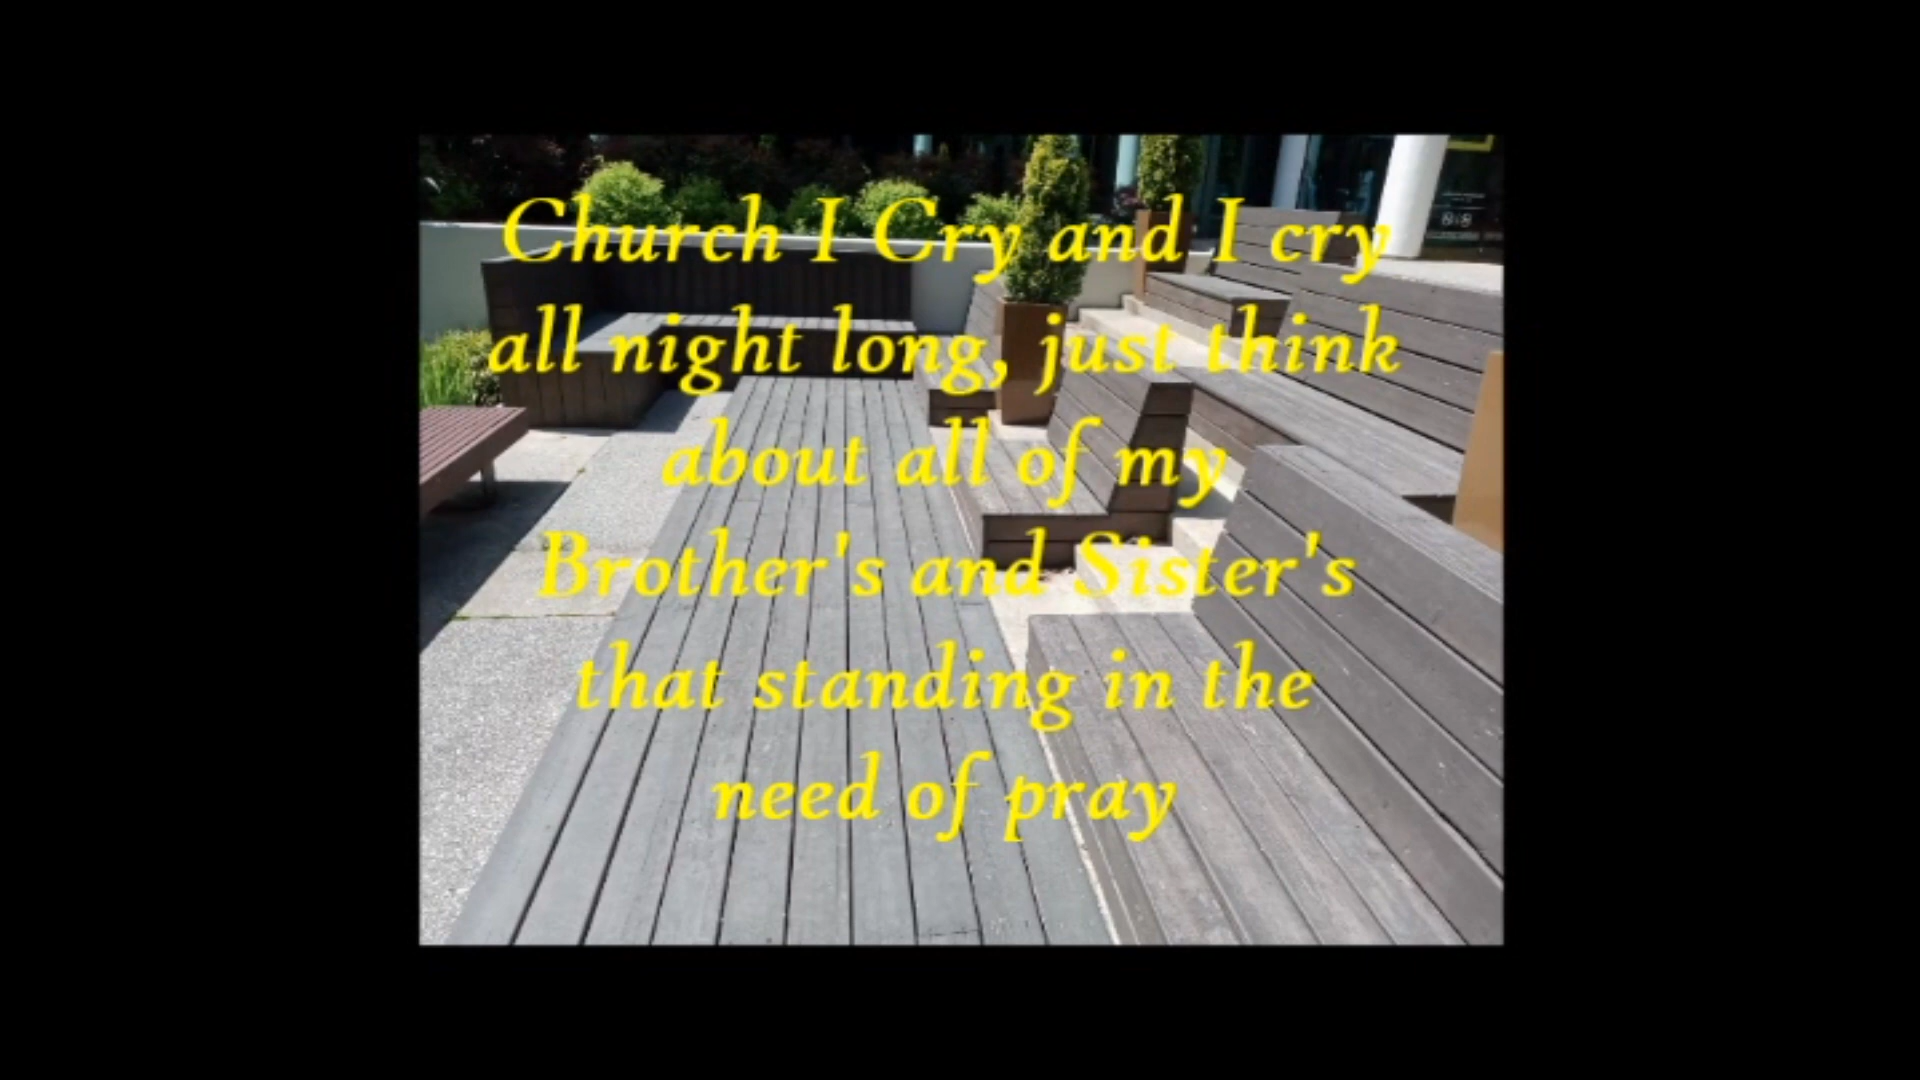 Church I Cry and I cry
all night long, just think
about all of my
Brother's and Sister's
that standing in the
need of pray